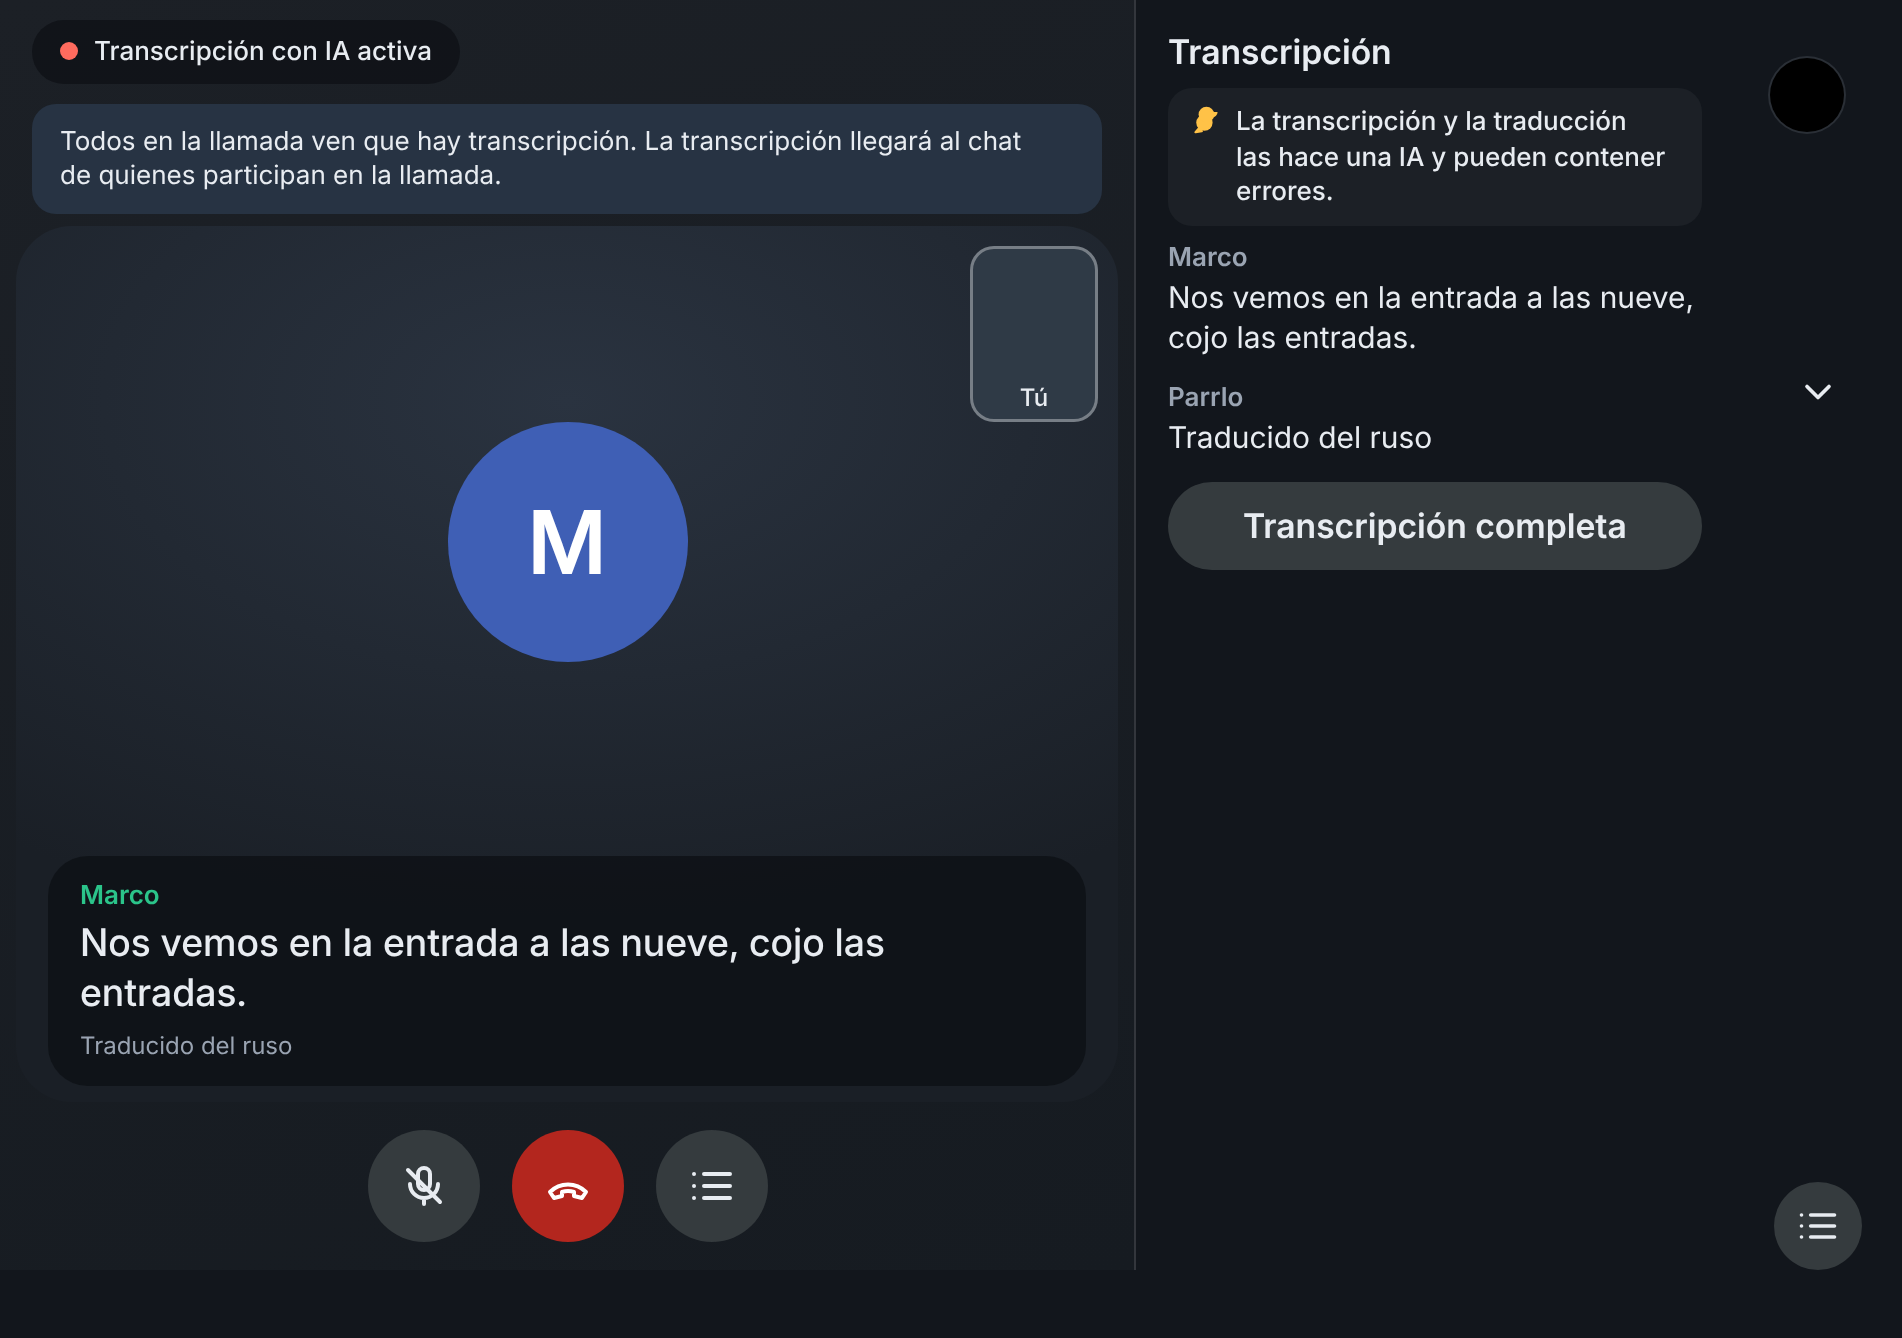 Transcripción con IA activa
Todos en la llamada ven que hay transcripción. La transcripción llegará al chat
de quienes participan en la llamada.
Tú
M
Marco
Nos vemos en la entrada a las nueve, cojo las
entradas.
Traducido del ruso
Transcripción
La transcripción y la traducción
las hace una IA y pueden contener
errores.
Marco
Nos vemos en la entrada a las nueve,
cojo las entradas.
Parrlo
Traducido del ruso
Transcripción completa